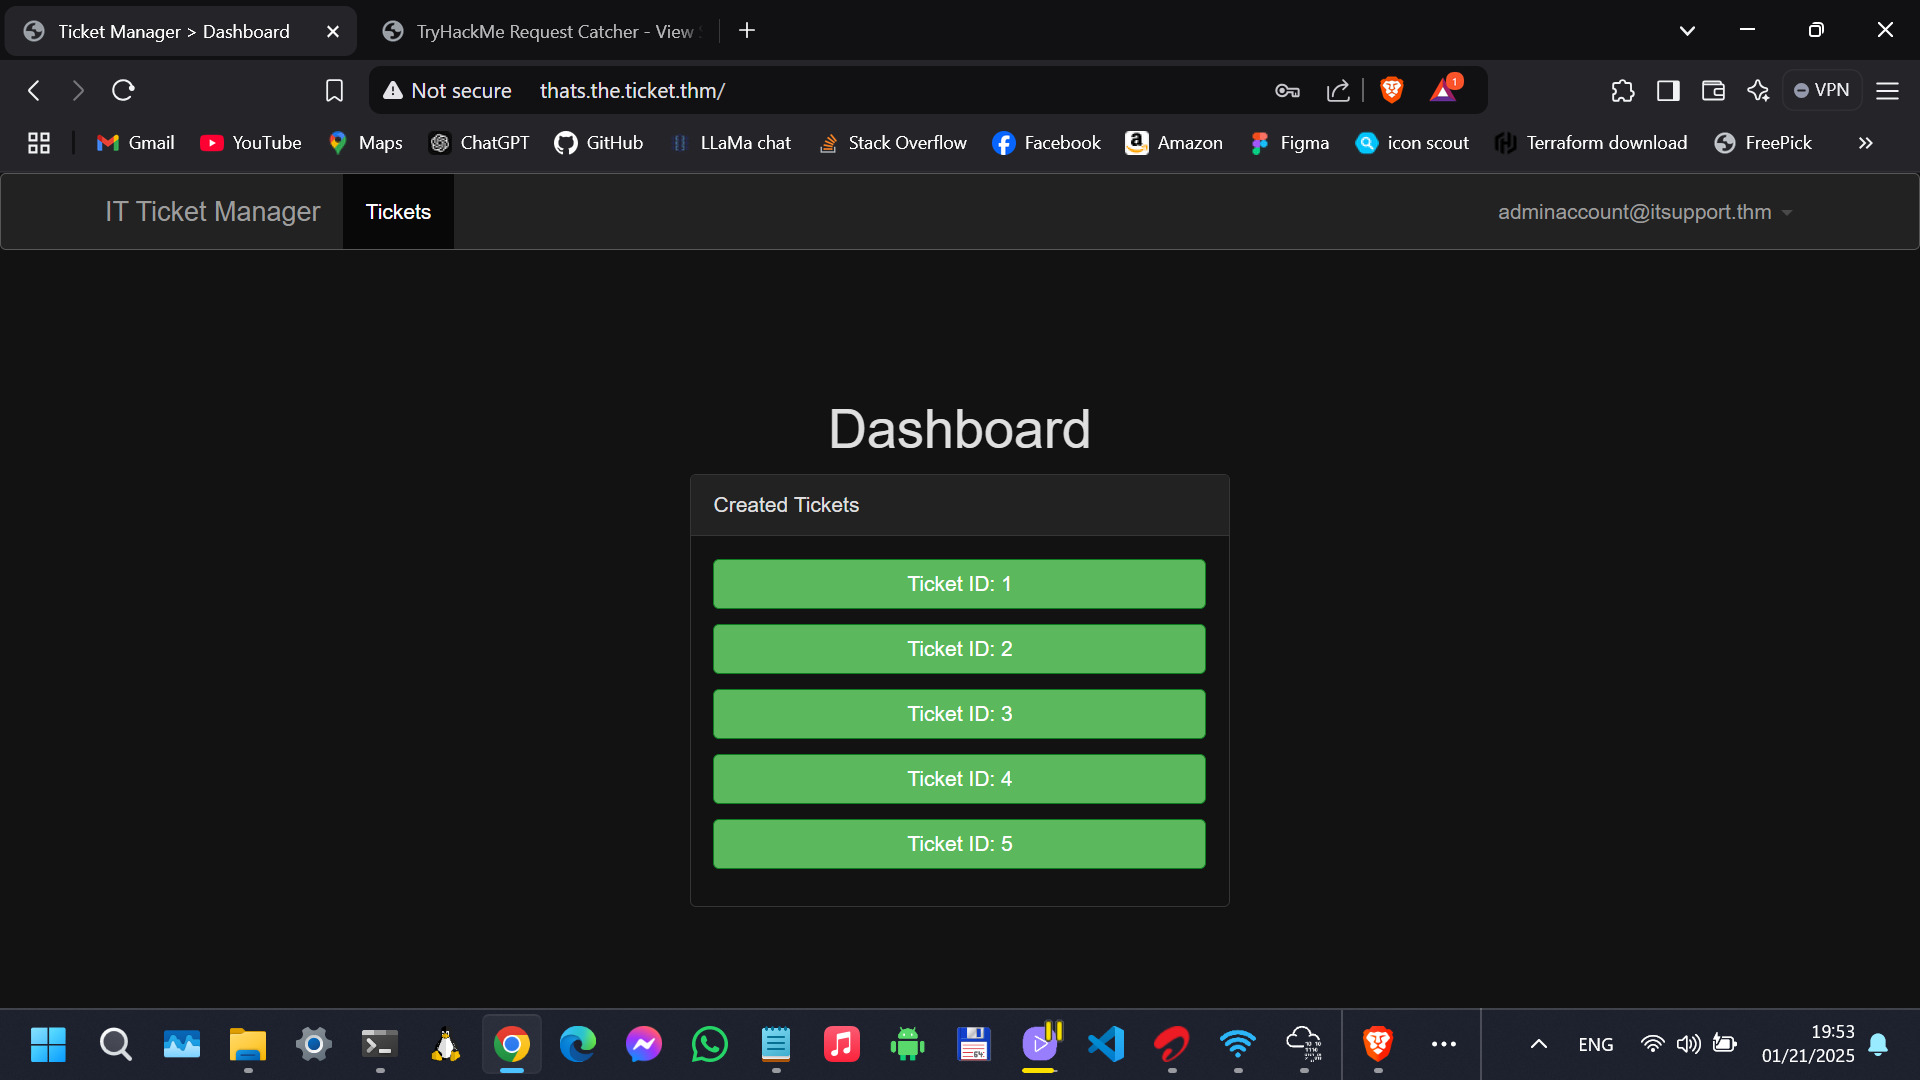 Ticket Manager > Dashboard
TryHackMe Request Catcher - View
Not secure thats.the.ticket.thm/
1
VPN
Gmail
YouTube
Maps
ChatGPT
GitHub
LLaMa chat
Stack Overflow
Facebook
Amazon
Figma
icon scout
Terraform download
FreePick
IT Ticket Manager
Tickets
adminaccount@itsupport.thm
Dashboard
Created Tickets
Ticket ID: 1
Ticket ID: 2
Ticket ID: 3
Ticket ID: 4
Ticket ID: 5
ENG
19:53
01/21/2025